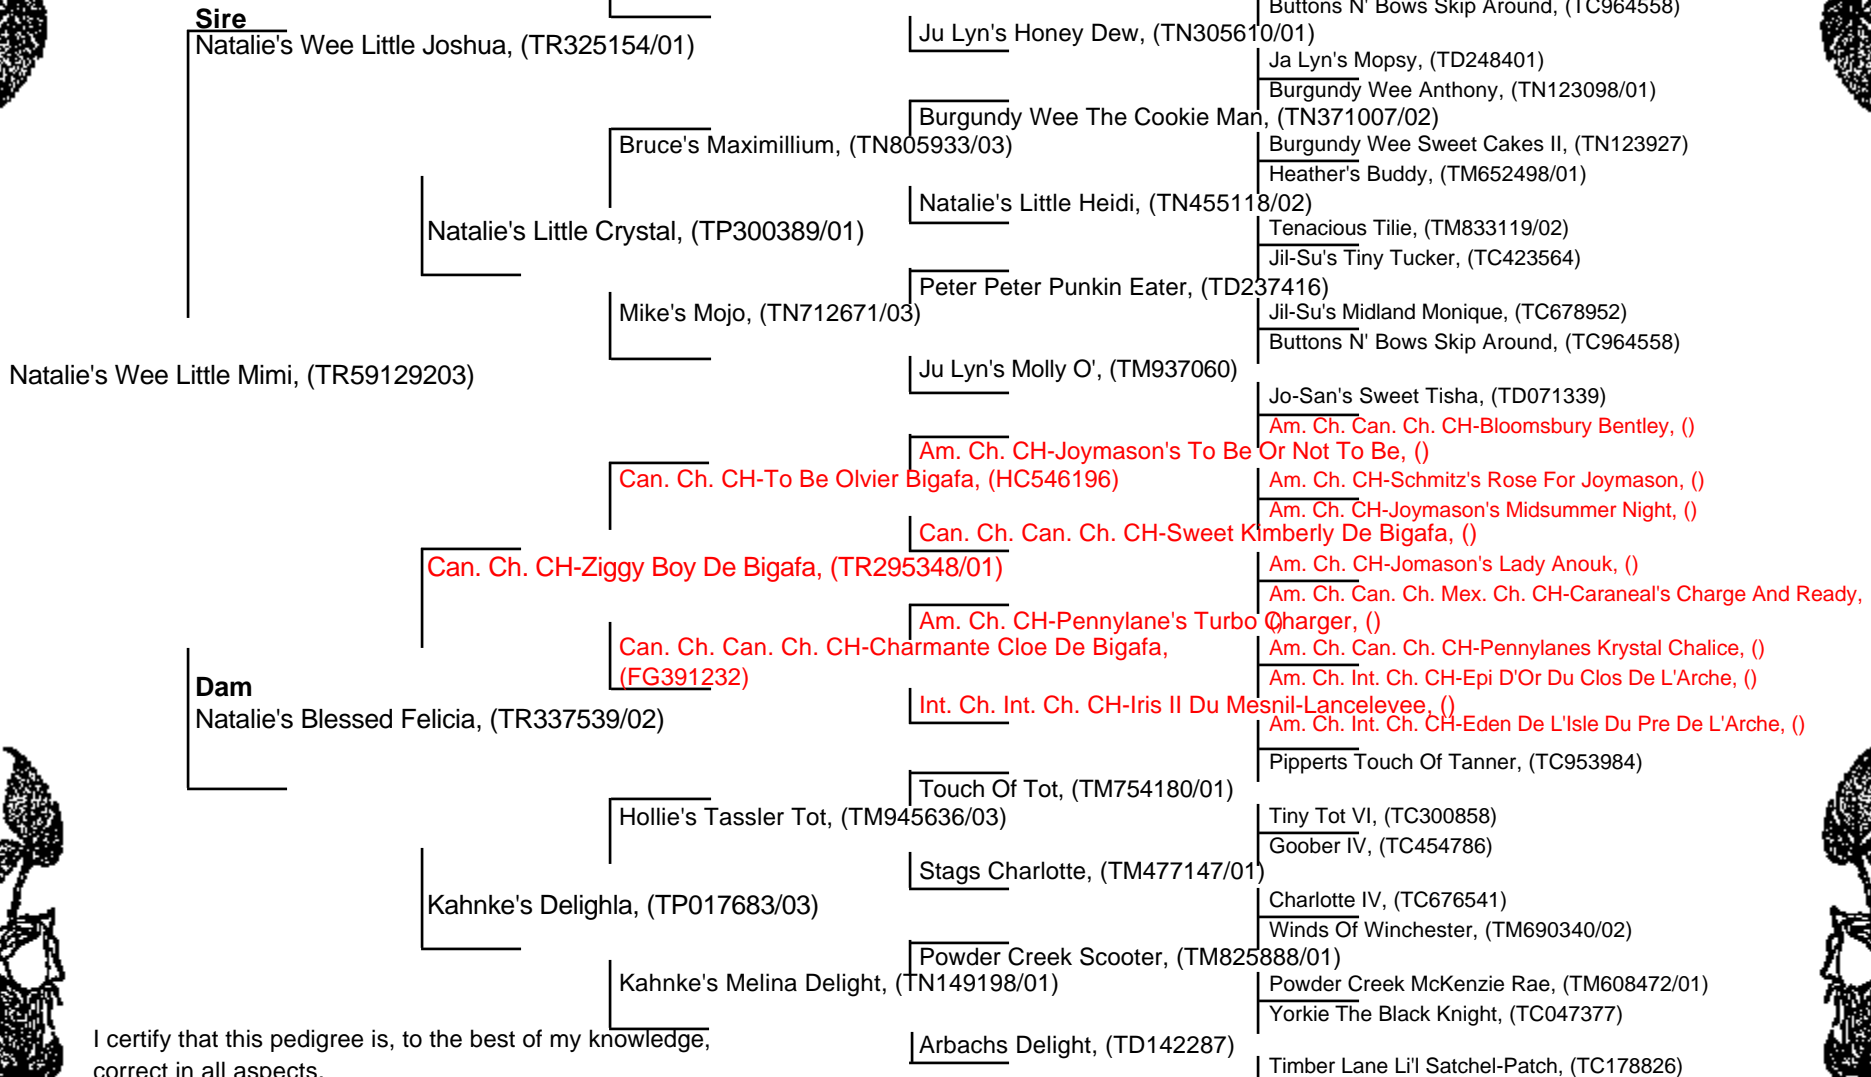 Buttons N' Bows Skip Around, (TC964558)
Sire
Ju Lyn's Honey Dew, (TN305610/01)
Natalie's Wee Little Joshua, (TR325154/01)
Ja Lyn's Mopsy, (TD248401)
Burgundy Wee Anthony, (TN123098/01)
Burgundy Wee The Cookie Man, (TN371007/02)
Bruce's Maximillium, (TN805933/03)
Burgundy Wee Sweet Cakes II, (TN123927)
Heather's Buddy, (TM652498/01)
Natalie's Little Heidi, (TN455118/02)
Natalie's Little Crystal, (TP300389/01)
Tenacious Tilie, (TM833119/02)
Jil-Su's Tiny Tucker, (TC423564)
Peter Peter Punkin Eater, (TD237416)
Mike's Mojo, (TN712671/03)
Jil-Su's Midland Monique, (TC678952)
Buttons N' Bows Skip Around, (TC964558)
Ju Lyn's Molly O', (TM937060)
Natalie's Wee Little Mimi, (TR59129203)
Jo-San's Sweet Tisha, (TD071339)
Am. Ch. Can. Ch. CH-Bloomsbury Bentley, ()
Am. Ch. CH-Joymason's To Be Or Not To Be, ()
Can. Ch. CH-To Be Olvier Bigafa, (HC546196)
Am. Ch. CH-Schmitz's Rose For Joymason, ()
Am. Ch. CH-Joymason's Midsummer Night, ()
Can. Ch. Can. Ch. CH-Sweet Kimberly De Bigafa, ()
Can. Ch. CH-Ziggy Boy De Bigafa, (TR295348/01)
Am. Ch. CH-Jomason's Lady Anouk, ()
Am. Ch. Can. Ch. Mex. Ch. CH-Caraneal's Charge And Ready,
()
Am. Ch. CH-Pennylane's Turbo Charger, ()
Can. Ch. Can. Ch. CH-Charmante Cloe De Bigafa,
(FG391232)
Am. Ch. Can. Ch. CH-Pennylanes Krystal Chalice, ()
Am. Ch. Int. Ch. CH-Epi D'Or Du Clos De L'Arche, ()
Dam
Int. Ch. Int. Ch. CH-Iris II Du Mesnil-Lancelevee, ()
Natalie's Blessed Felicia, (TR337539/02)
Am. Ch. Int. Ch. CH-Eden De L'Isle Du Pre De L'Arche, ()
Pipperts Touch Of Tanner, (TC953984)
Touch Of Tot, (TM754180/01)
Hollie's Tassler Tot, (TM945636/03)
Tiny Tot VI, (TC300858)
Goober IV, (TC454786)
Stags Charlotte, (TM477147/01)
Kahnke's Delighla, (TP017683/03)
Charlotte IV, (TC676541)
Winds Of Winchester, (TM690340/02)
Powder Creek Scooter, (TM825888/01)
Kahnke's Melina Delight, (TN149198/01)
Powder Creek McKenzie Rae, (TM608472/01)
Yorkie The Black Knight, (TC047377)
Arbachs Delight, (TD142287)
Timber Lane Li'l Satchel-Patch, (TC178826)
I certify that this pedigree is, to the best of my knowledge,
correct in all aspects.